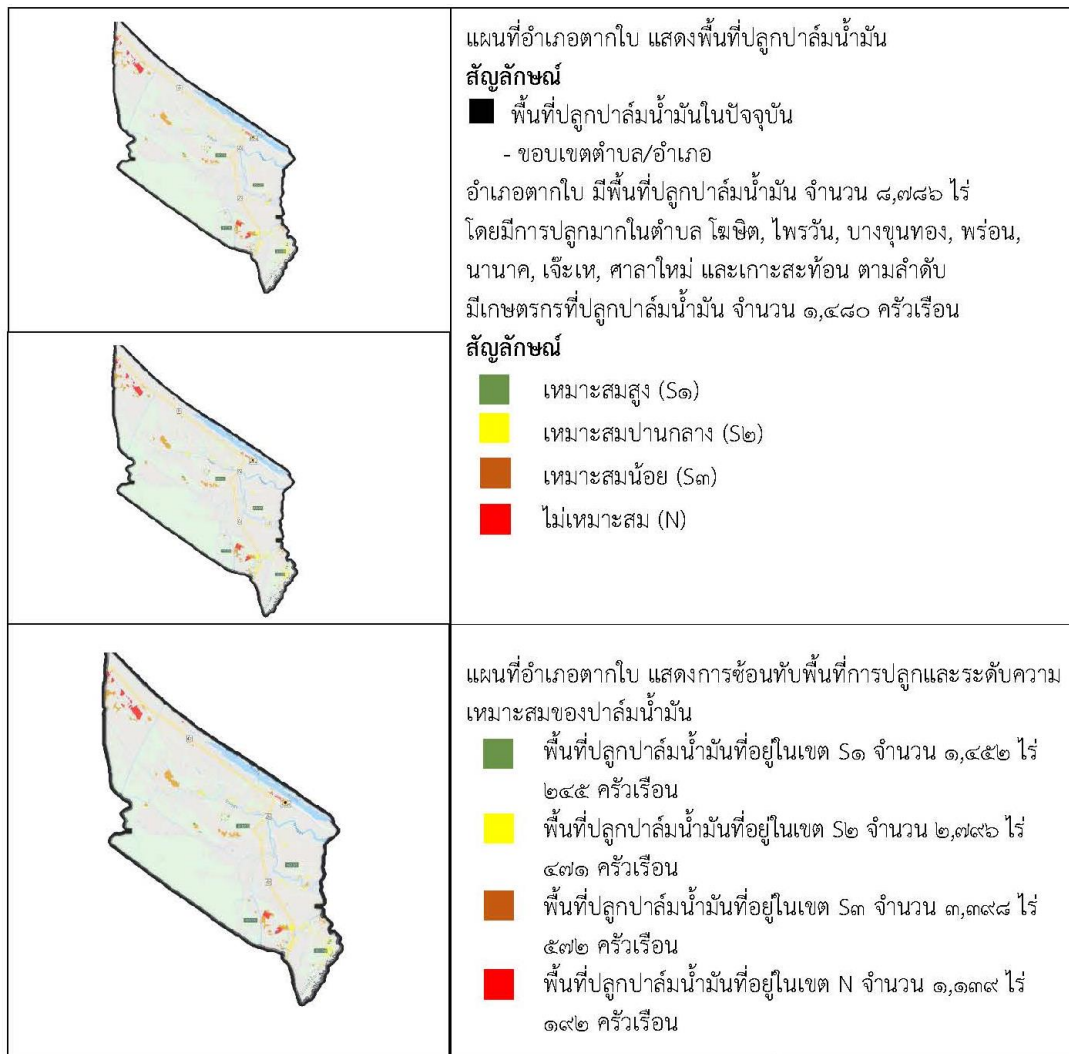 แผนที่อำเภอตากใบ แสดงพื้นที่ปลูกปาล์มน้ำมัน
สัญลักษณ์
พื้นที่ปลูกปาล์มน้ำมันในปัจจุบัน
- ขอบเขตตำบล/อำเภอ
อำเภอตากใบ มีพื้นที่ปลูกปาล์มน้ำมัน จำนวน ๘,๗๘๖ ไร่
โดยมีการปลูกมากในตำบล โฆษิต, ไพรวัน, บางขุนทอง, พร่อน,
นานาค, เจ๊ะเห, ศาลาใหม่ และเกาะสะท้อน ตามลำดับ
มีเกษตรกรที่ปลูกปาล์มน้ำมัน จำนวน ๑,๔๘๐ ครัวเรือน
สัญลักษณ์
เหมาะสมสูง (S๑)
เหมาะสมปานกลาง (S๒)
เหมาะสมน้อย (S๓)
ไม่เหมาะสม (N)
แผนที่อำเภอตากใบ แสดงการซ้อนทับพื้นที่การปลูกและระดับความ
เหมาะสมของปาล์มน้ำมัน
พื้นที่ปลูกปาล์มน้ำมันที่อยู่ในเขต S๑ จำนวน ๑,๔๕๒ ไร่
๒๔๕ ครัวเรือน
พื้นที่ปลูกปาล์มน้ำมันที่อยู่ในเขต S๒ จำนวน ๒,๗๙๖ ไร่
๔๗๑ ครัวเรือน
พื้นที่ปลูกปาล์มน้ำมันที่อยู่ในเขต S๓ จำนวน ๓,๓๙๘ ไร่
๕๗๒ ครัวเรือน
พื้นที่ปลูกปาล์มน้ำมันที่อยู่ในเขต N จำนวน ๑,๑๓๙ ไร่
๑๙๒ ครัวเรือน